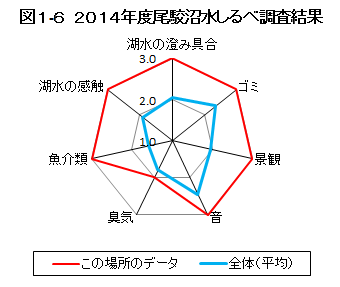 図1-6 2014年度尾駮沼水しるべ調査結果
湖水の澄み具合
3.0
湖水の感触
ゴミ
2.0
1.0
魚介類
景観
臭気
音
この場所のデータ
全体(平均)